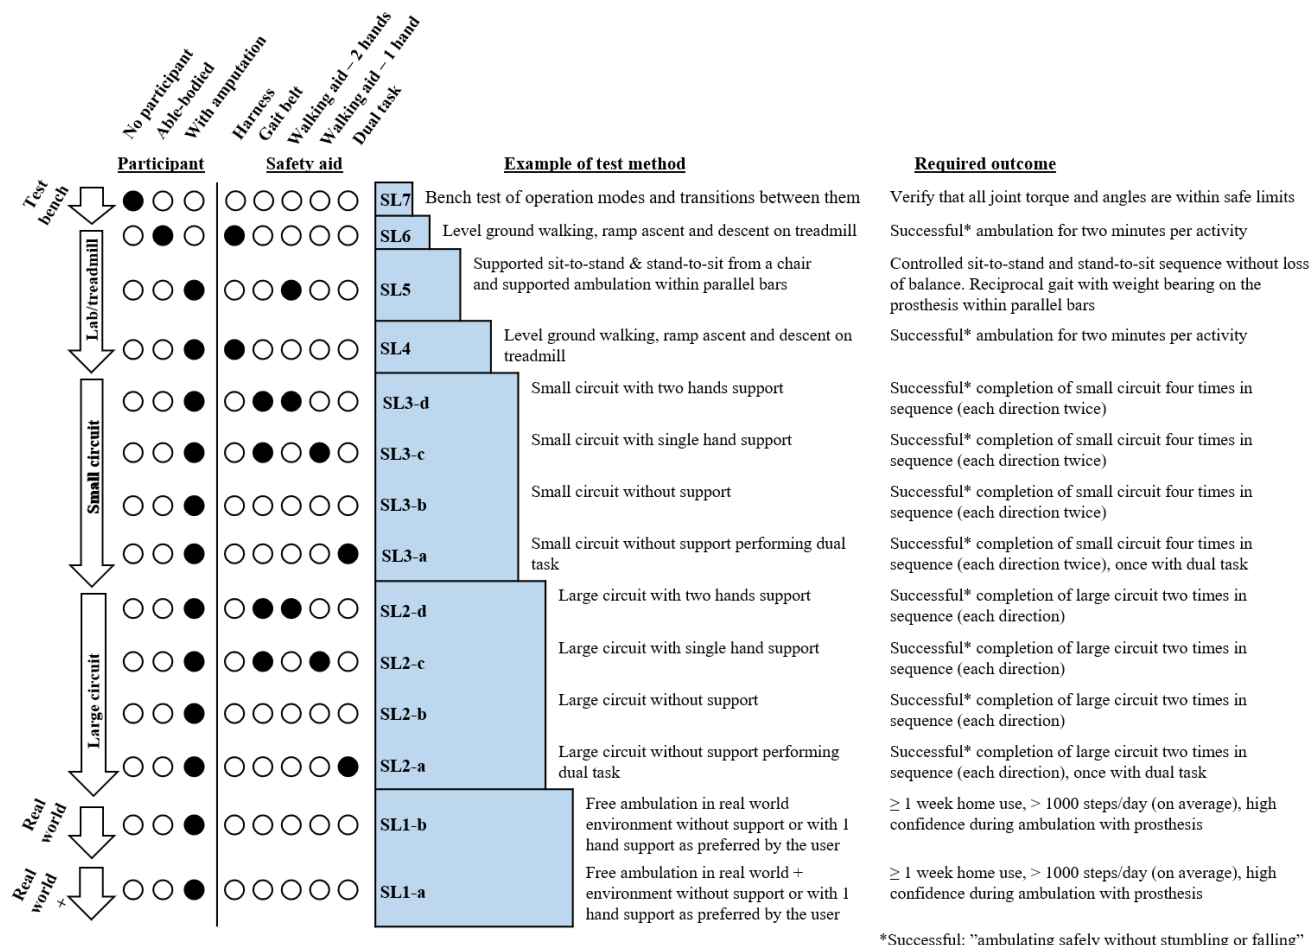 No participant
Able-bodied
With amputation
Harness
Gait belt
Walking aid – 2 hands
Walking aid – 1 hand
Dual task
Participant
Safety aid
Example of test method
Required outcome
Test
bench
SL7
Bench test of operation modes and transitions between them
Verify that all joint torque and angles are within safe limits
Lab/treadmill
SL6
Level ground walking, ramp ascent and descent on treadmill
Successful* ambulation for two minutes per activity
SL5
Supported sit-to-stand & stand-to-sit from a chair
and supported ambulation within parallel bars
Controlled sit-to-stand and stand-to-sit sequence without loss
of balance. Reciprocal gait with weight bearing on the
prosthesis within parallel bars
SL4
Level ground walking, ramp ascent and descent on
treadmill
Successful* ambulation for two minutes per activity
Small circuit
SL3-d
Small circuit with two hands support
Successful* completion of small circuit four times in
sequence (each direction twice)
SL3-c
Small circuit with single hand support
Successful* completion of small circuit four times in
sequence (each direction twice)
SL3-b
Small circuit without support
Successful* completion of small circuit four times in
sequence (each direction twice)
SL3-a
Small circuit without support performing dual
task
Successful* completion of small circuit four times in
sequence (each direction twice), once with dual task
Large circuit
SL2-d
Large circuit with two hands support
Successful* completion of large circuit two times in
sequence (each direction)
SL2-c
Large circuit with single hand support
Successful* completion of large circuit two times in
sequence (each direction)
SL2-b
Large circuit without support
Successful* completion of large circuit two times in
sequence (each direction)
SL2-a
Large circuit without support performing
dual task
Successful* completion of large circuit two times in
sequence (each direction), once with dual task
Real
world
SL1-b
Free ambulation in real world
environment without support or with 1
hand support as preferred by the user
≥ 1 week home use, > 1000 steps/day (on average), high
confidence during ambulation with prosthesis
Real
world
+
SL1-a
Free ambulation in real world +
environment without support or with 1
hand support as preferred by the user
≥ 1 week home use, > 1000 steps/day (on average), high
confidence during ambulation with prosthesis
*Successful: ”ambulating safely without stumbling or falling”